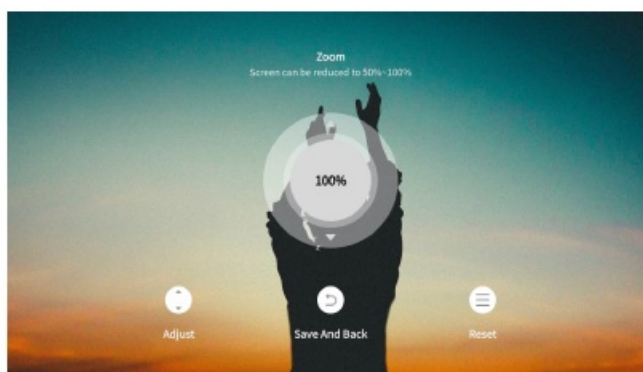 Zoom
Screen can be reduced to 50%~100%
100%
Adjust
Save And Back
Reset